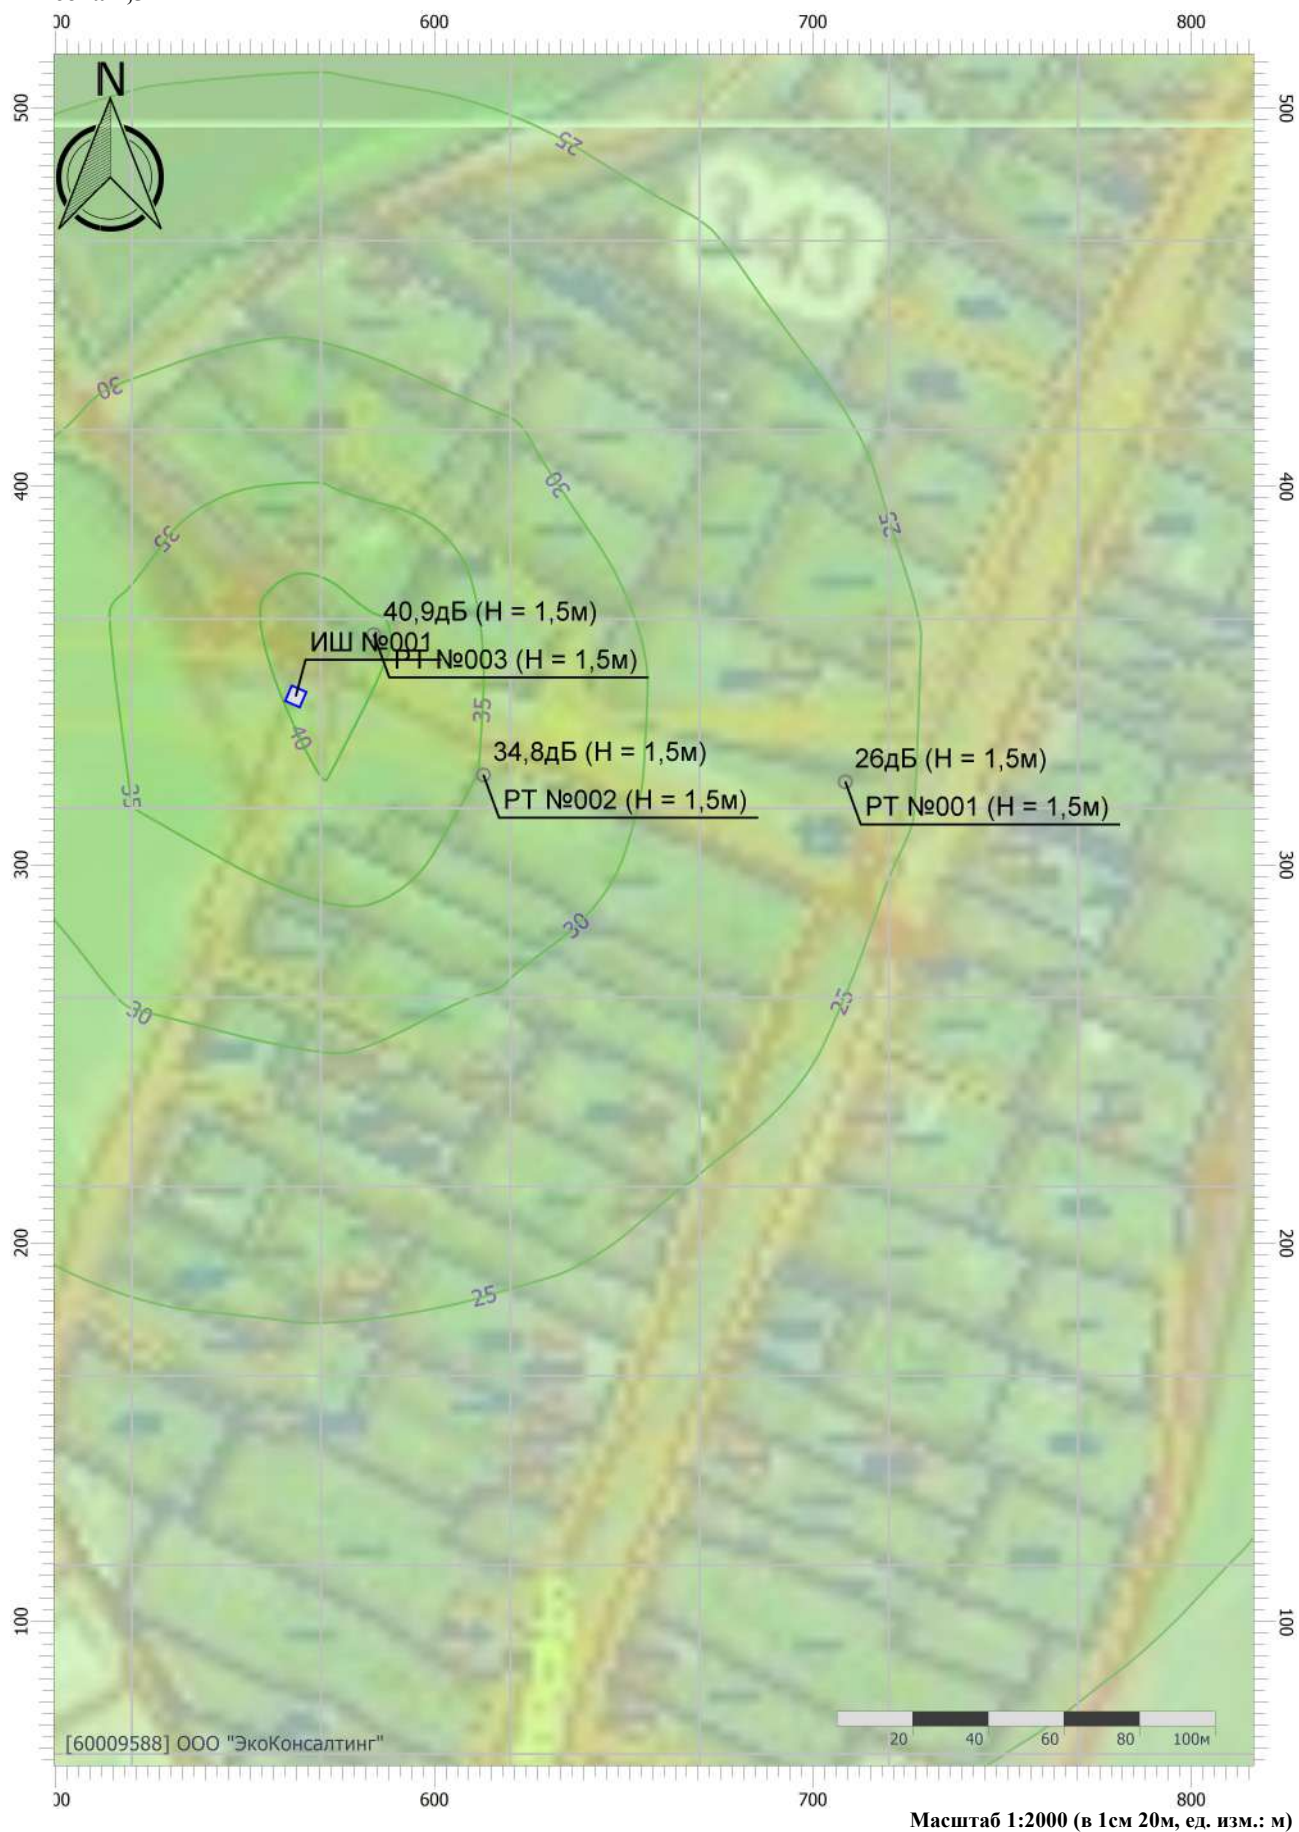 600 700 800
N
500 500
25
213
30
400 30 400
25
35
40,9дБ (H = 1,5м)
ИШ №001
РТ №003 (H = 1,5м)
35
40
34,8дБ (H = 1,5м)
26дБ (H = 1,5м)
35
РТ №002 (H = 1,5м)
РТ №001 (H = 1,5м)
300 300
30
25
30
200 200
25
100 100
20 40 60 80 100м
[60009588] ООО "ЭкоКонсалтинг"
600 700 800
Масштаб 1:2000 (в 1см 20м, ед. изм.: м)